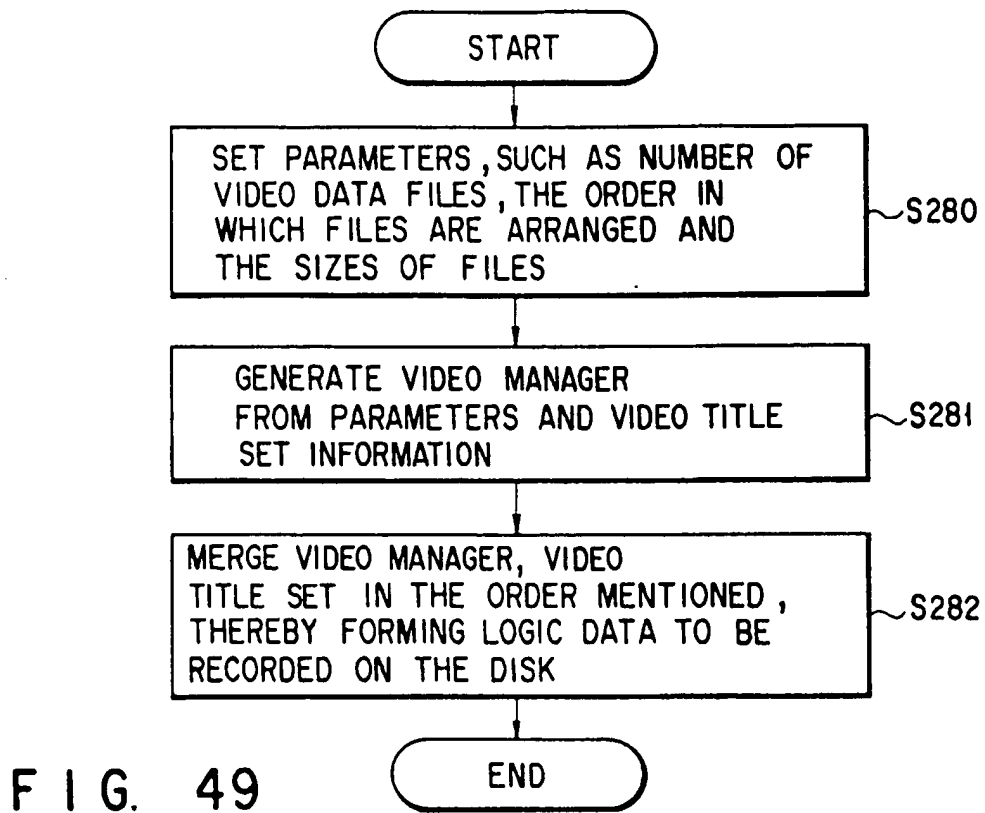 START
SET PARAMETERS, SUCH AS NUMBER OF
VIDEO DATA FILES, THE ORDER IN
WHICH FILES ARE ARRANGED AND
THE SIZES OF FILES
S280
GENERATE VIDEO MANAGER
FROM PARAMETERS AND VIDEO TITLE
SET INFORMATION
S281
MERGE VIDEO MANAGER, VIDEO
TITLE SET IN THE ORDER MENTIONED,
THEREBY FORMING LOGIC DATA TO BE
RECORDED ON THE DISK
S282
END
FIG. 49